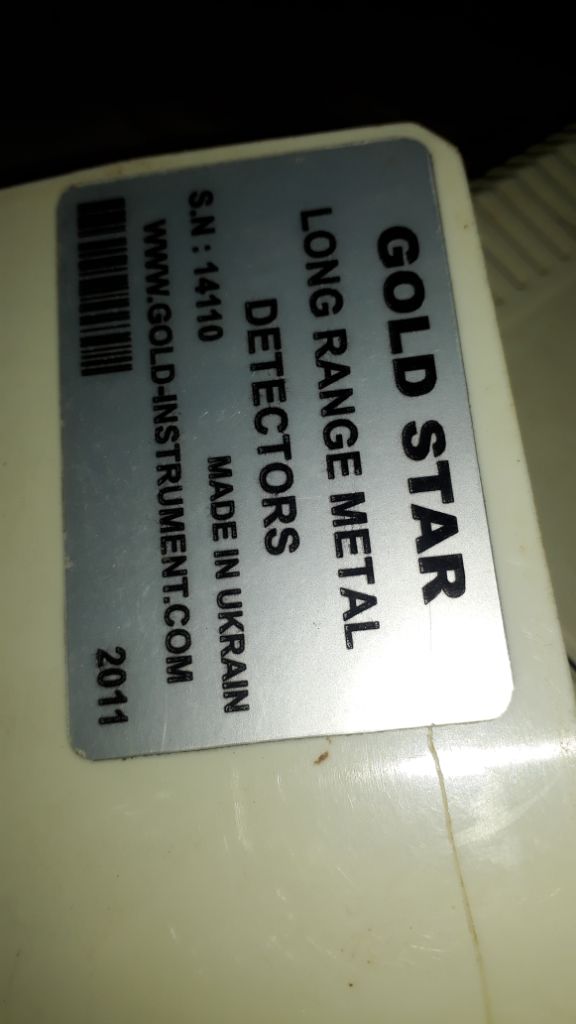 GOLD STAR
LONG RANGE METAL
DETECTORS
S.N : 14110 MADE IN UKRAIN
WWW.GOLD-INSTRUMENT.COM
2011